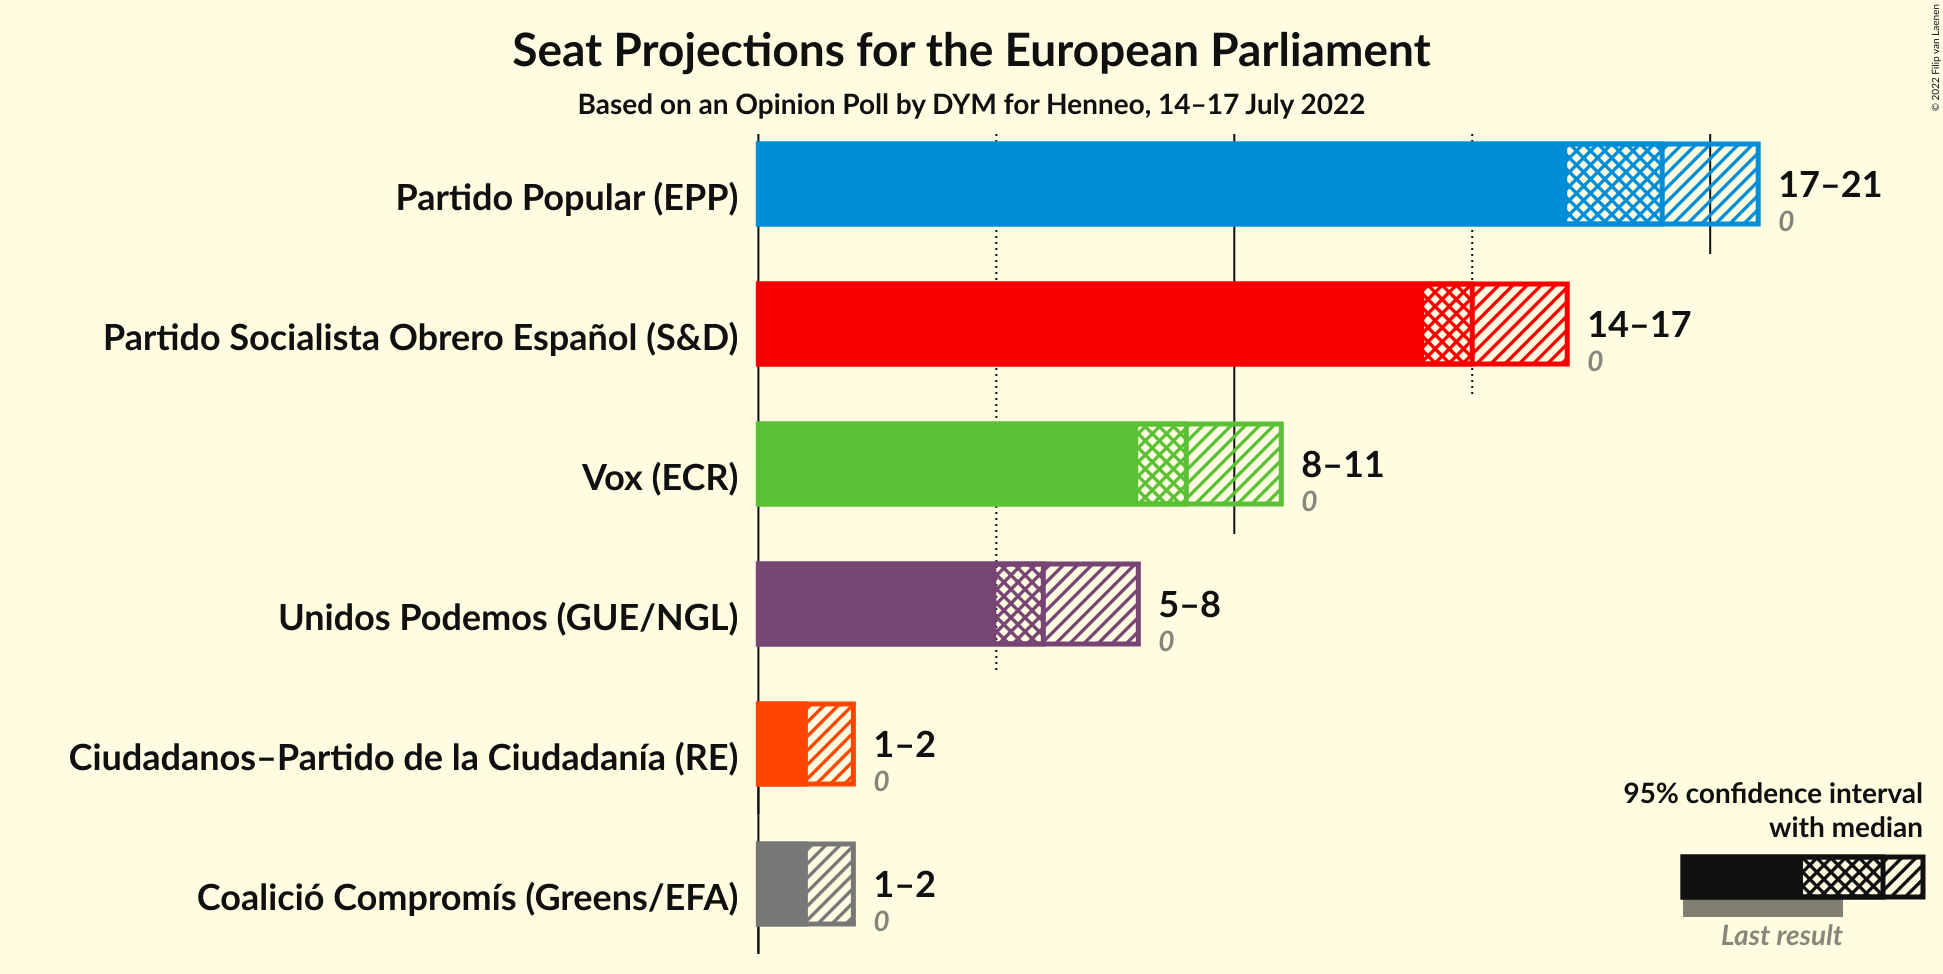 Seat Projections for the European Parliament
Based on an Opinion Poll by DYM for Henneo, 14–17 July 2022
© 2022 Filip van Laenen
Partido Popular (EPP)
17–21
0
Partido Socialista Obrero Español (S&D)
14–17
0
Vox (ECR)
8–11
0
Unidos Podemos (GUE/NGL)
5–8
0
Ciudadanos–Partido de la Ciudadanía (RE)
1–2
0
Coalició Compromís (Greens/EFA)
1–2
0
95% confidence interval
with median
Last result